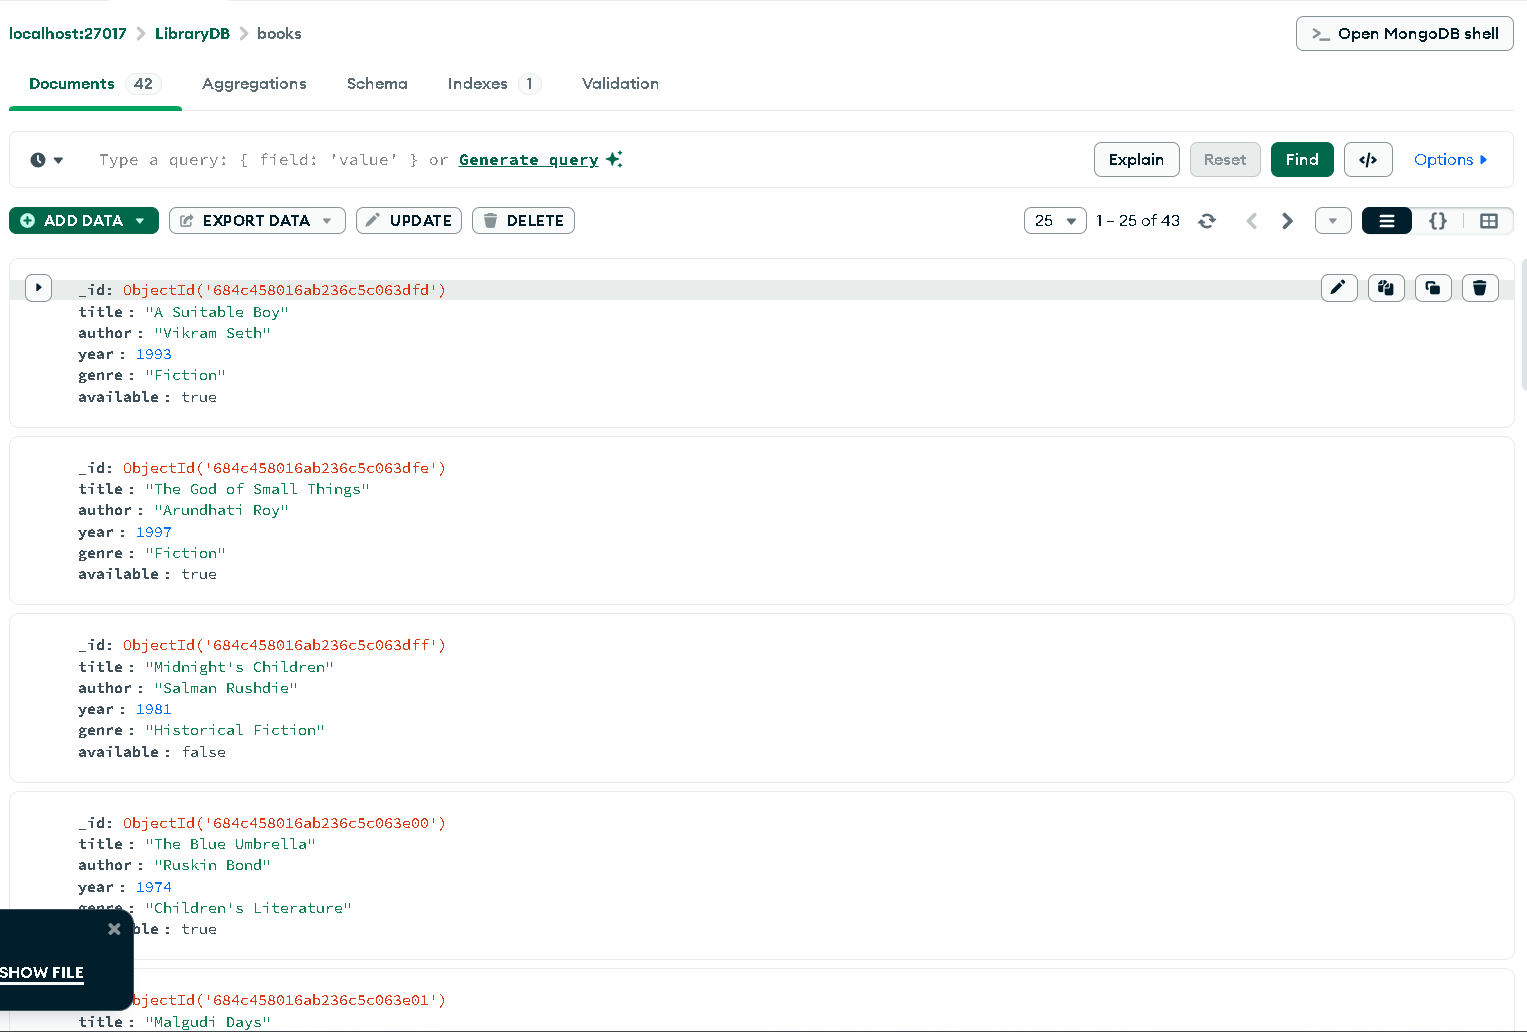 localhost:27017 > LibraryDB > books
>_ Open MongoDB shell
Documents 42 Aggregations Schema Indexes 1 Validation
Type a query: { field: 'value' } or Generate query
Explain Reset Find </> Options
ADD DATA EXPORT DATA UPDATE DELETE
25 1 – 25 of 43 {}
_id: ObjectId('684c458016ab236c5c063dfd')
title : "A Suitable Boy"
author : "Vikram Seth"
year : 1993
genre : "Fiction"
available : true
_id: ObjectId('684c458016ab236c5c063dfe')
title : "The God of Small Things"
author : "Arundhati Roy"
year : 1997
genre : "Fiction"
available : true
_id: ObjectId('684c458016ab236c5c063dff')
title : "Midnight's Children"
author : "Salman Rushdie"
year : 1981
genre : "Historical Fiction"
available : false
_id: ObjectId('684c458016ab236c5c063e00')
title : "The Blue Umbrella"
author : "Ruskin Bond"
year : 1974
genre : "Children's Literature"
ble : true
SHOW FILE
bjectId('684c458016ab236c5c063e01')
title : "Malgudi Days"